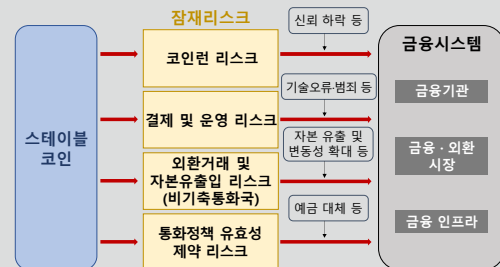 잠재리스크
신뢰 하락 등
금융시스템
코인런 리스크
기술오류·범죄 등
금융기관
결제 및 운영 리스크
스테이블
코인
자본 유출 및
변동성 확대 등
금융 · 외환
시장
외환거래 및
자본유출입 리스크
(비기축통화국)
예금 대체 등
금융 인프라
통화정책 유효성
제약 리스크